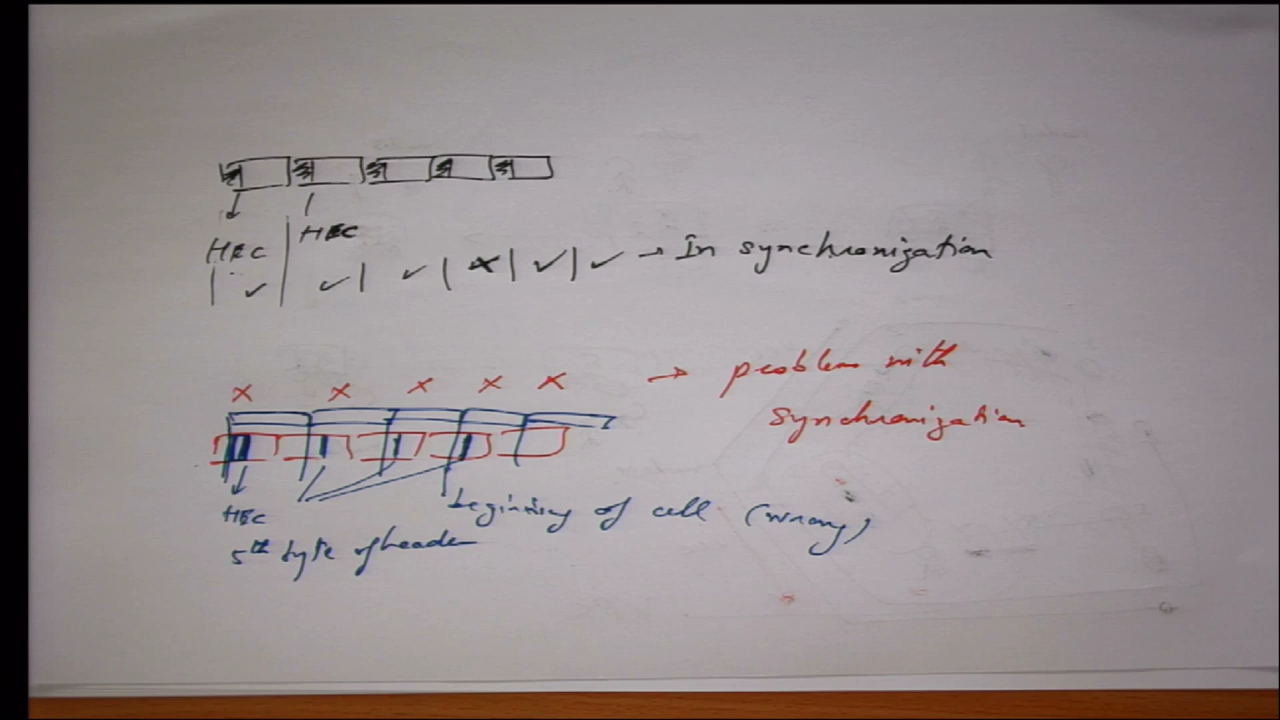 HEC HEC
✓ | ✓ | ✓ | × | ✓ | ✓ → In synchronization
× × × × × → problem with
synchronization
HEC
beginning of cell (wrong)
5th byte of header